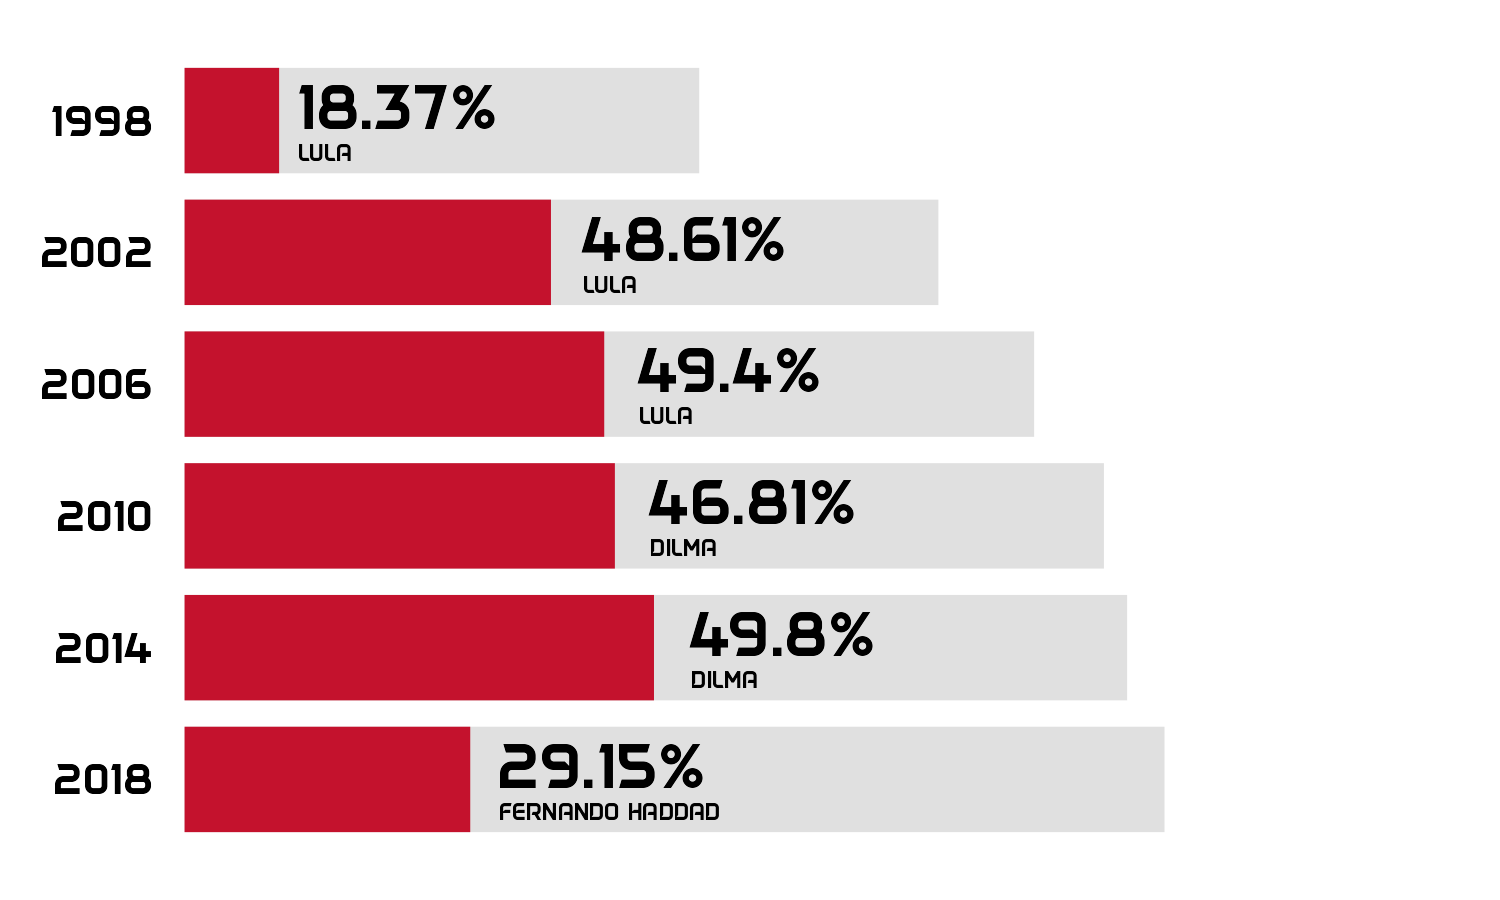 1998
18.37%
LULA
2002
48.61%
LULA
2006
49.4%
LULA
2010
46.81%
DILMA
2014
49.8%
DILMA
2018
29.15%
FERNANDO HADDAD